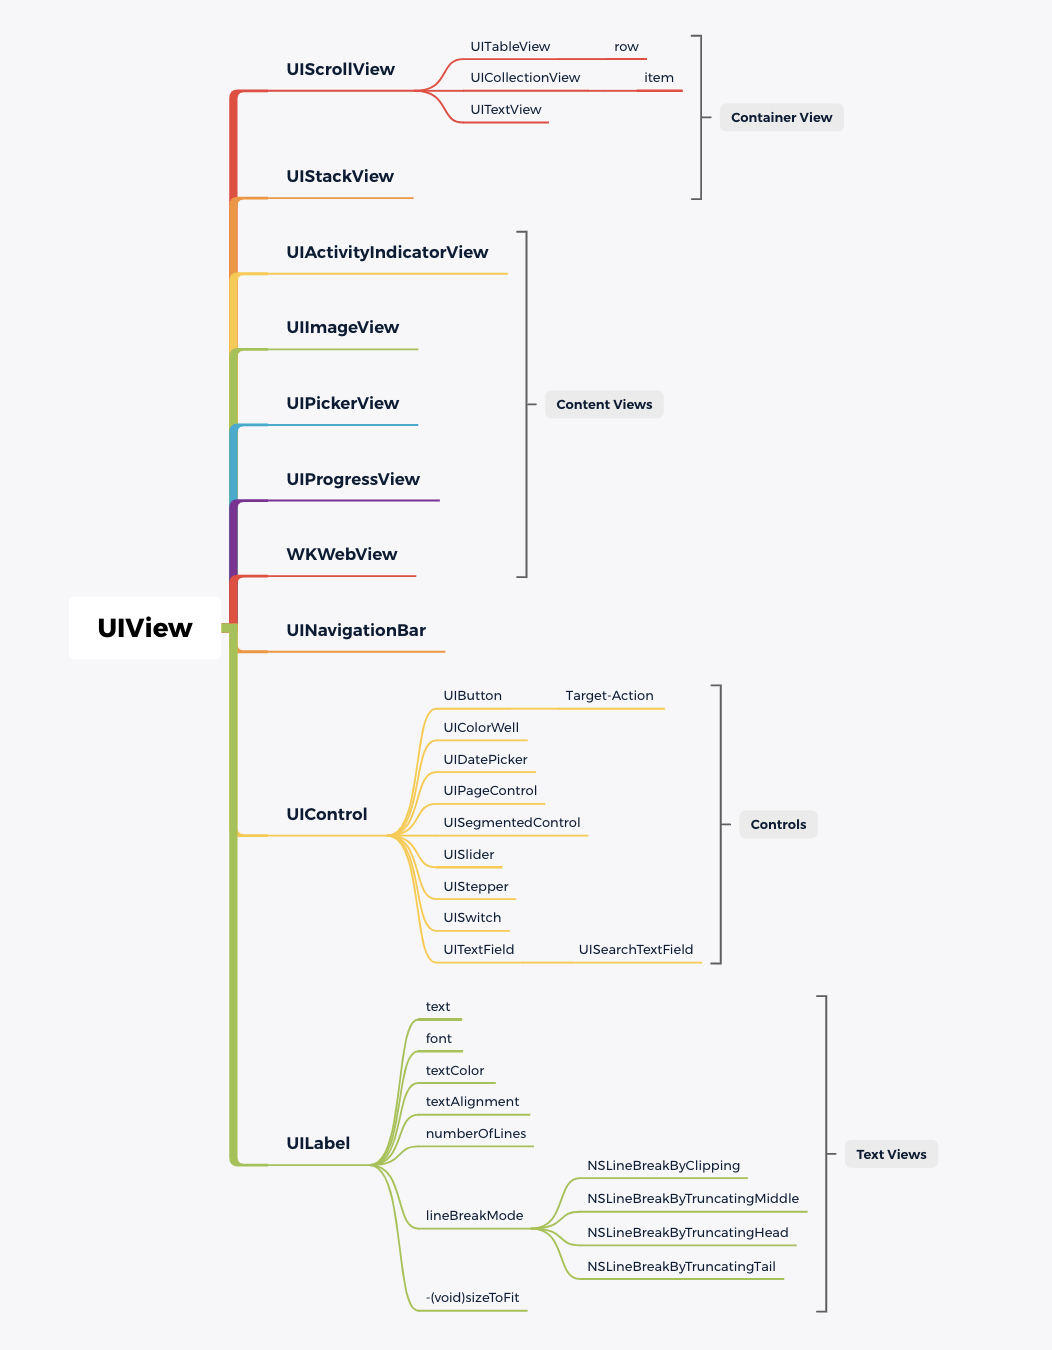 UIView
UIScrollView
UITableView
row
UICollectionView
item
UITextView
Container View
UIStackView
UIActivityIndicatorView
UIImageView
UIPickerView
UIProgressView
WKWebView
Content Views
UINavigationBar
UIControl
UIButton
Target-Action
UIColorWell
UIDatePicker
UIPageControl
UISegmentedControl
UISlider
UIStepper
UISwitch
UITextField
UISearchTextField
Controls
UILabel
text
font
textColor
textAlignment
numberOfLines
lineBreakMode
NSLineBreakByClipping
NSLineBreakByTruncatingMiddle
NSLineBreakByTruncatingHead
NSLineBreakByTruncatingTail
-(void)sizeToFit
Text Views